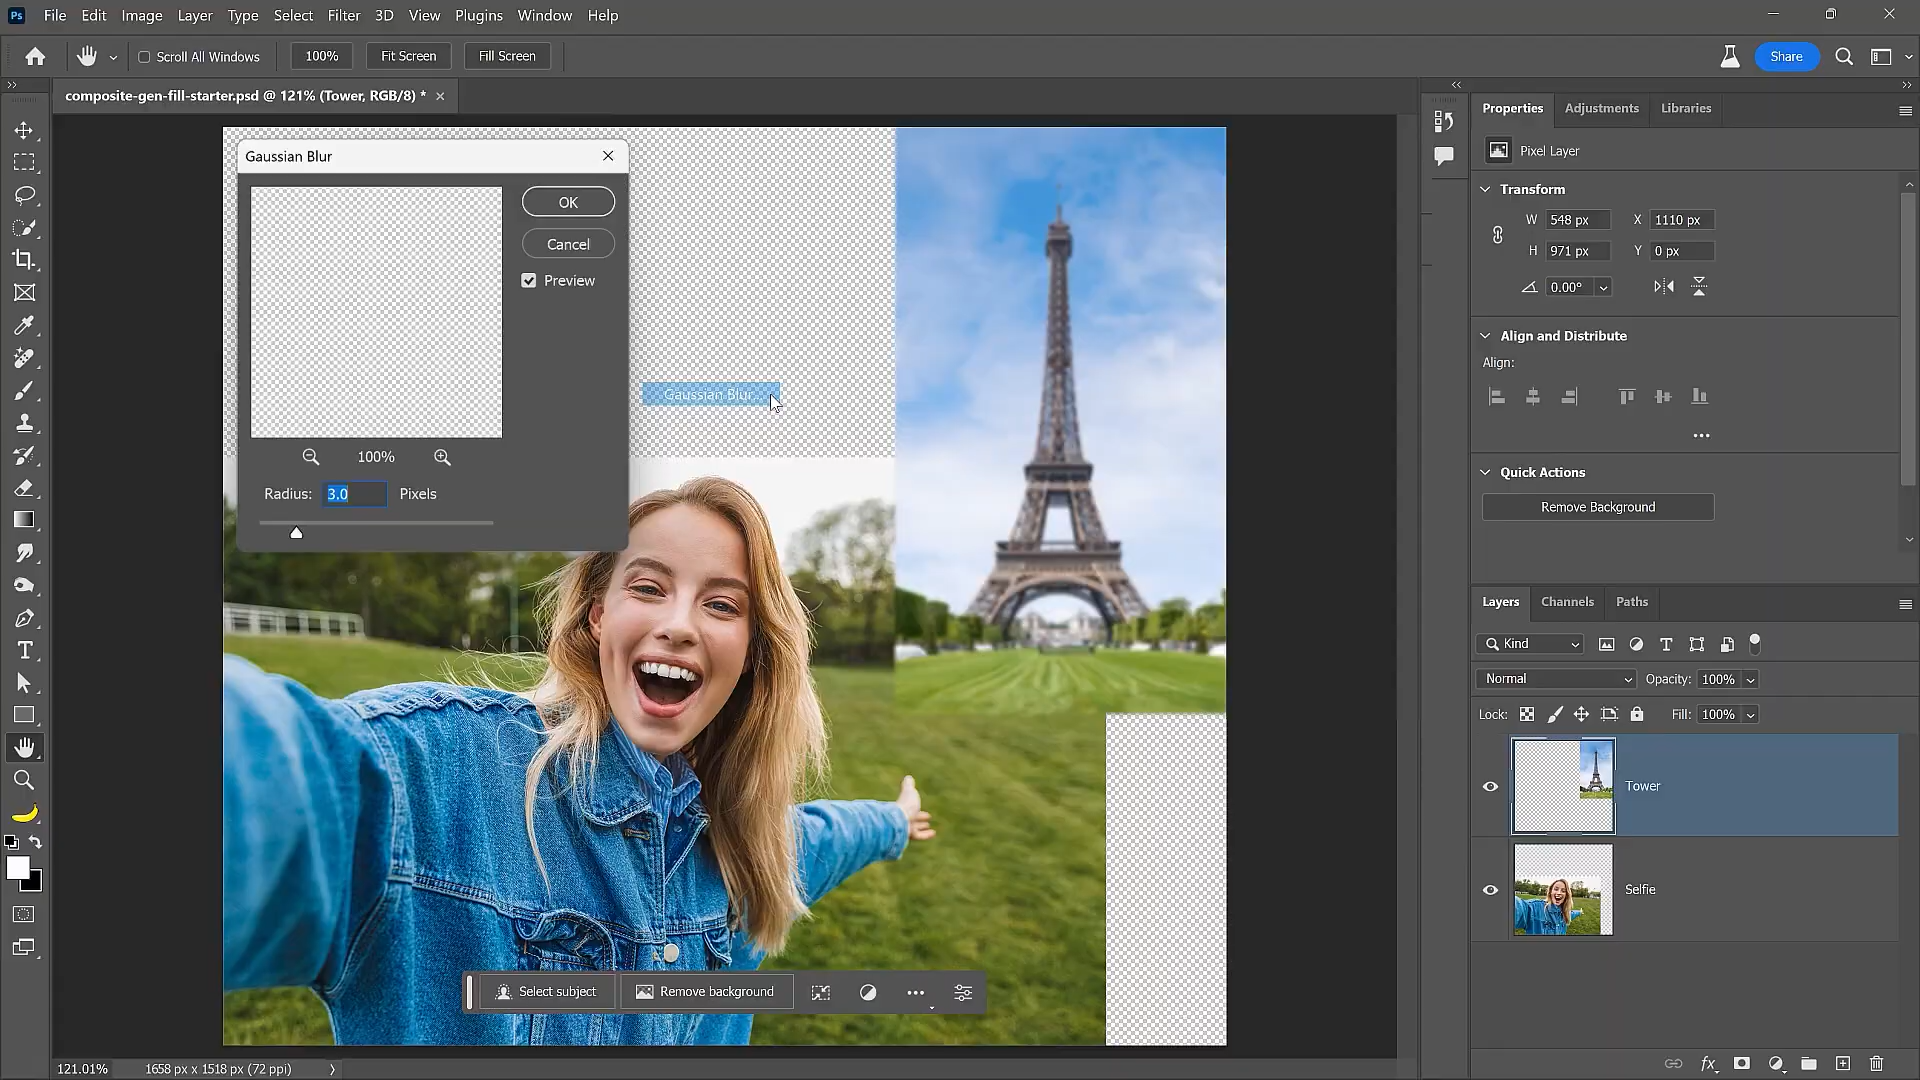 Ps File Edit Image Layer Type Select Filter 3D View Plugins Window Help
Scroll All Windows 100% Fit Screen Fill Screen Share
composite-gen-fill-starter.psd @ 121% (Tower, RGB/8) *
Gaussian Blur
OK
Cancel
Preview
100%
Radius: 3.0 Pixels
Gaussian Blur...
Select subject Remove background
121.01% 1658 px x 1518 px (72 ppi)
Properties Adjustments Libraries
Pixel Layer
Transform
W 548 px X 1110 px
H 971 px Y 0 px
0.00°
Align and Distribute
Align:
Quick Actions
Remove Background
Layers Channels Paths
Kind
Normal Opacity: 100%
Lock: Fill: 100%
Tower
Selfie
fx